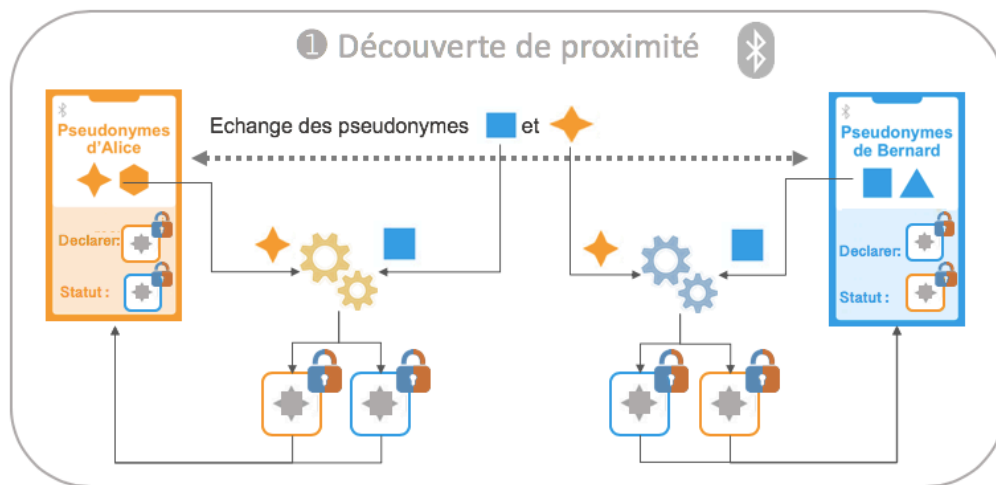 ❶ Découverte de proximité
Echange des pseudonymes et
Pseudonymes
d'Alice
Declarer:
Statut :
Pseudonymes
de Bernard
Declarer:
Statut :